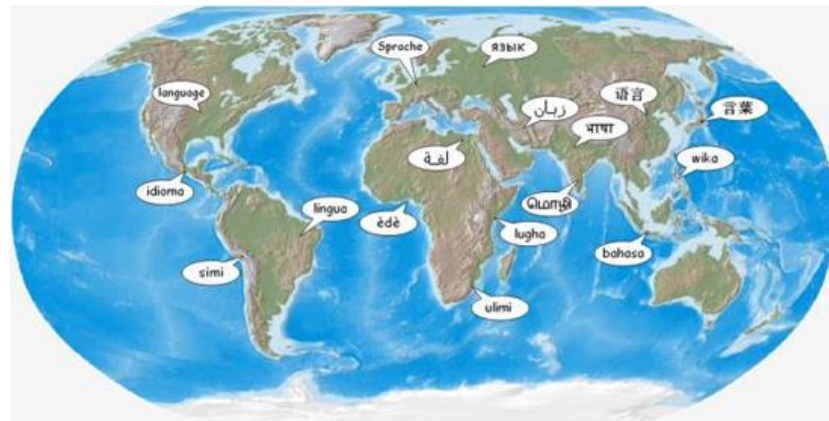 Sprache
язык
language
زبان
语言
言葉
भाषा
لغة
wika
idioma
மொழி
lingua
èdè
lugha
bahasa
simi
ulimi